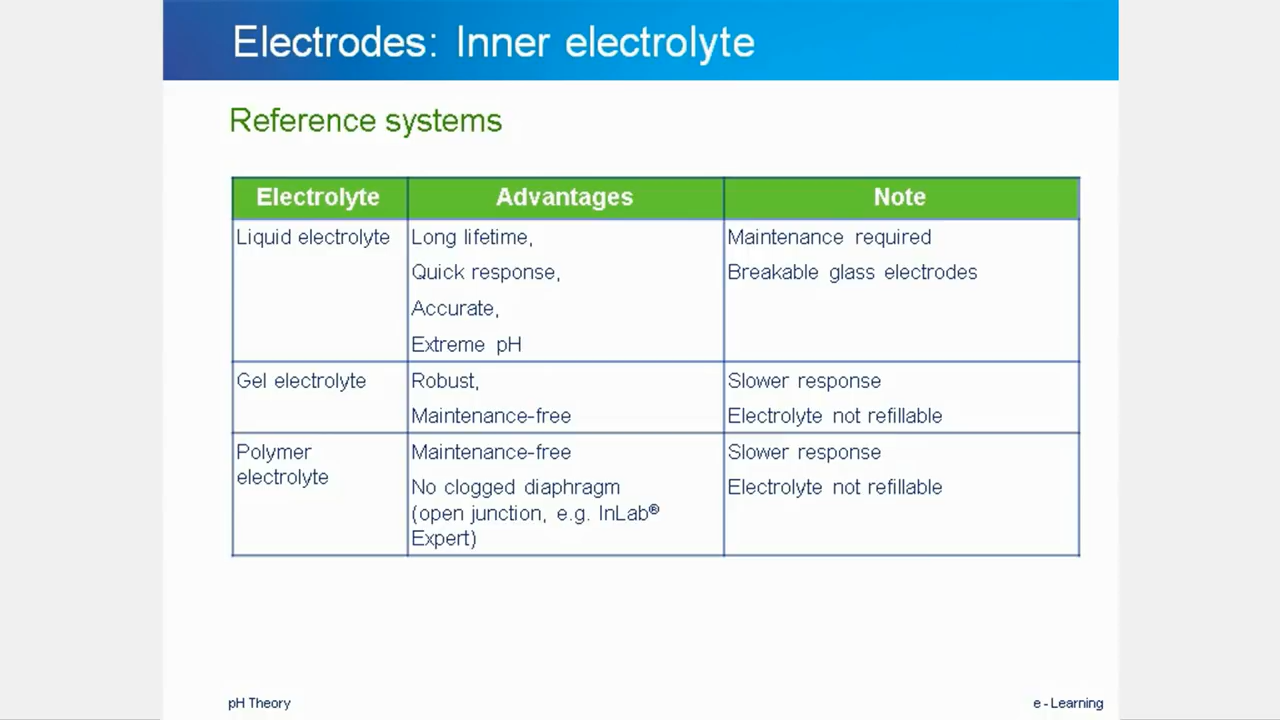 Electrodes: Inner electrolyte
Reference systems
Electrolyte Advantages Note
Liquid electrolyte Long lifetime, Maintenance required
Quick response, Breakable glass electrodes
Accurate,
Extreme pH
Gel electrolyte Robust, Slower response
Maintenance-free Electrolyte not refillable
Polymer Maintenance-free Slower response
electrolyte
No clogged diaphragm Electrolyte not refillable
(open junction, e.g. InLab®
Expert)
pH Theory e - Learning